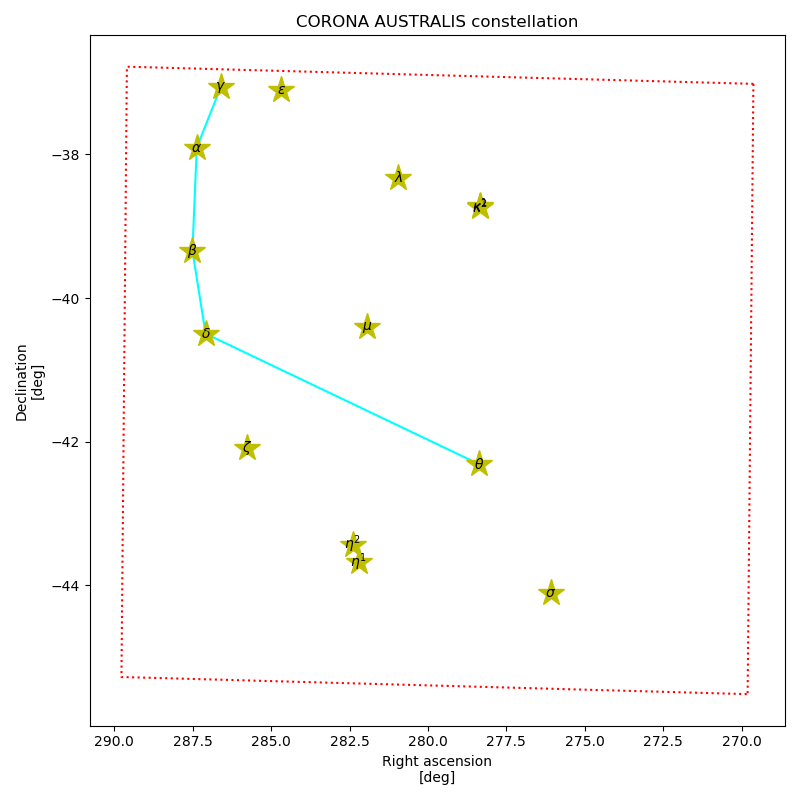 CORONA AUSTRALIS constellation
γ
ε
α
−38
λ
β
−40
μ
δ
Declination
[deg]
−42
ζ
θ
η²
η¹
−44
σ
290.0 287.5 285.0 282.5 280.0 277.5 275.0 272.5 270.0
Right ascension
[deg]